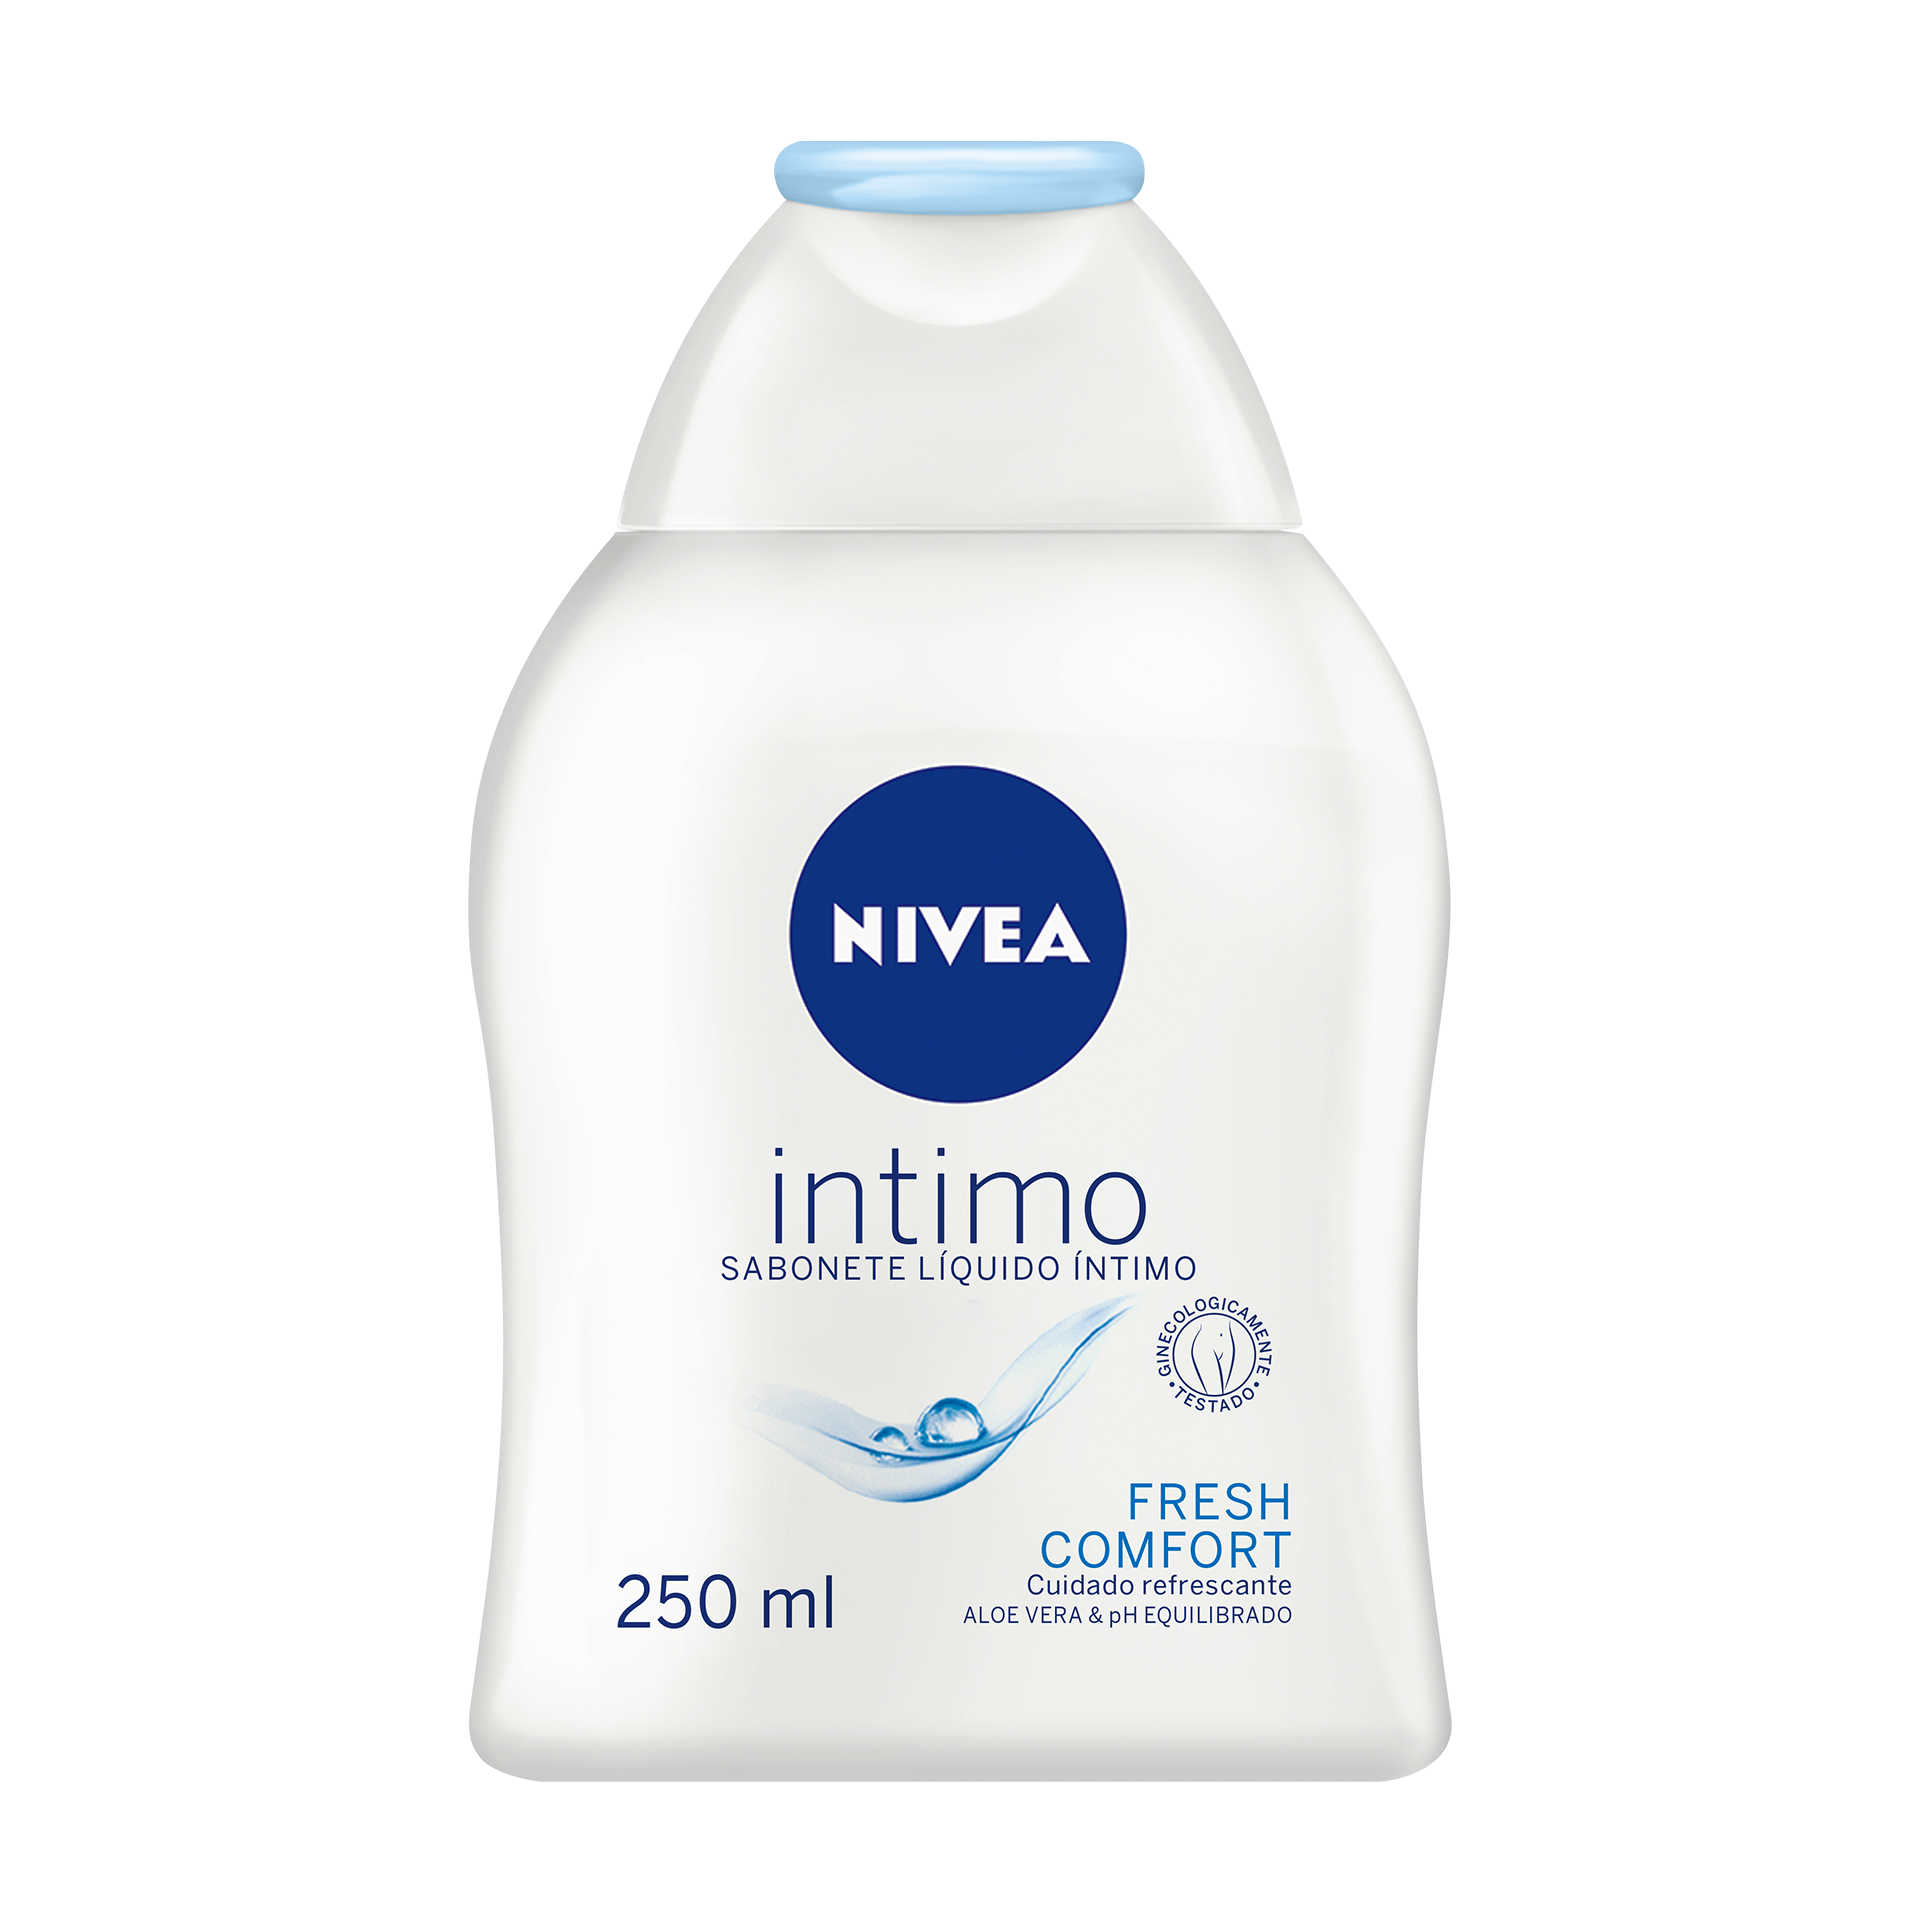 NIVEA
intimo
SABONETE LÍQUIDO ÍNTIMO
GINECOLOGICAMENTE
• TESTADO •
FRESH
COMFORT
Cuidado refrescante
ALOE VERA & pH EQUILIBRADO
250 ml